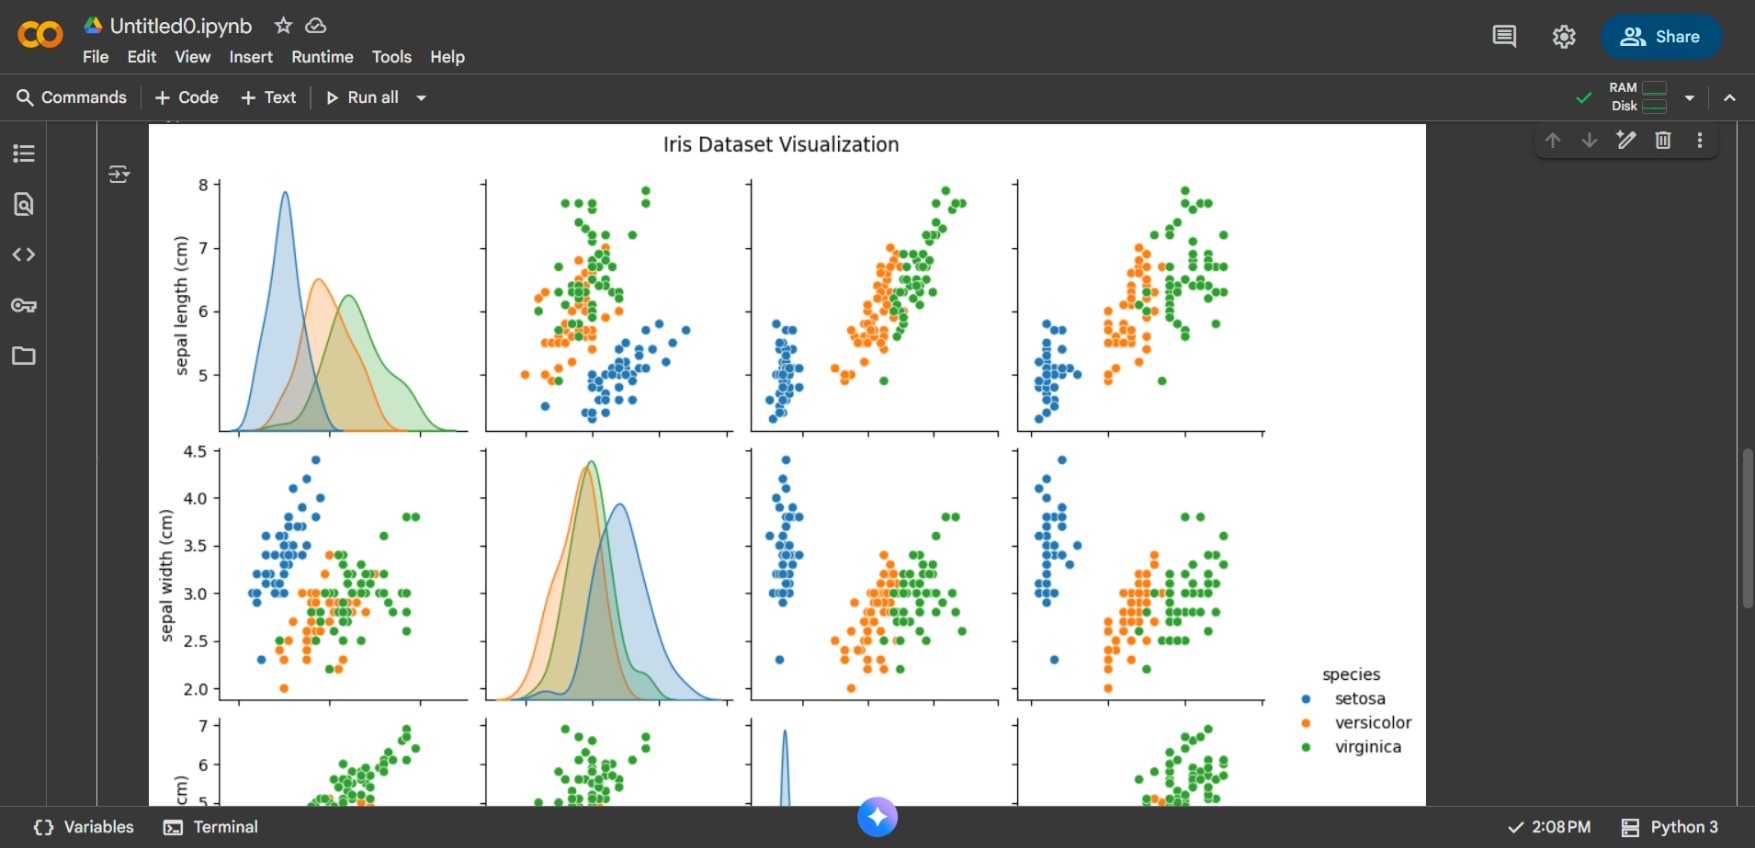 Untitled0.ipynb
File Edit View Insert Runtime Tools Help
Share
Commands + Code + Text Run all
RAM
Disk
Iris Dataset Visualization
8
7
6
5
sepal length (cm)
4.5
4.0
3.5
3.0
2.5
2.0
sepal width (cm)
species
setosa
versicolor
virginica
7
6
5
cm)
Variables Terminal
2:08 PM Python 3